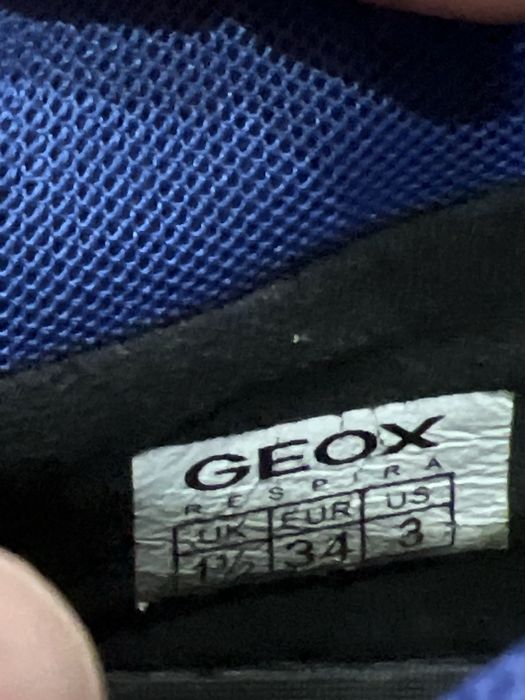 GEOX
RESPIRA
UK EUR US
1½ 34 3